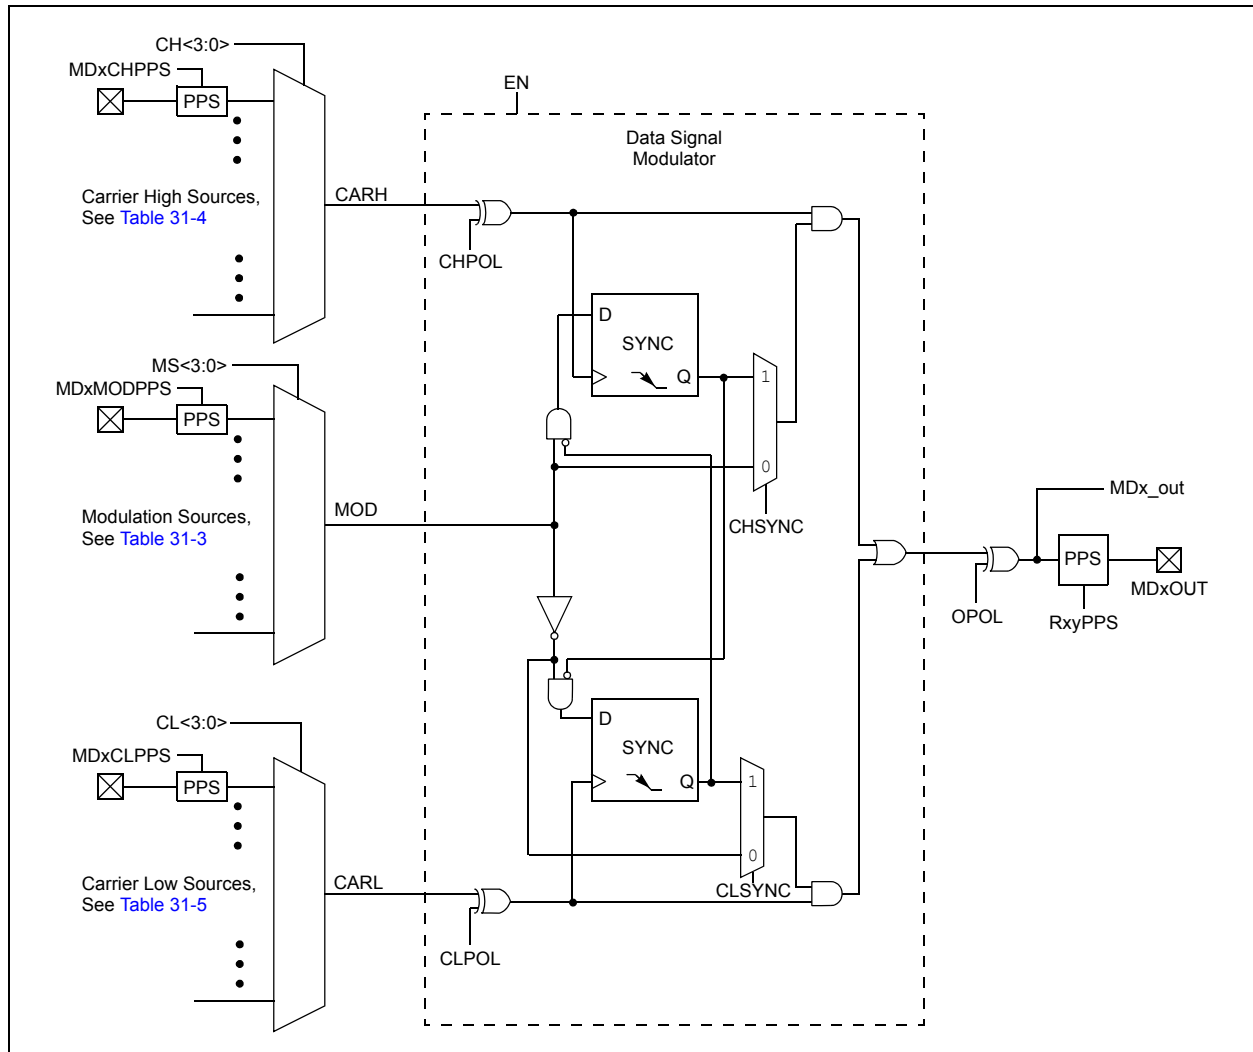 CH<3:0>
MDxCHPPS
PPS
Carrier High Sources,
See Table 31-4
CARH
EN
Data Signal
Modulator
CHPOL
D
SYNC
Q
1
0
CHSYNC
MS<3:0>
MDxMODPPS
PPS
Modulation Sources,
See Table 31-3
MOD
MDx_out
PPS
MDxOUT
OPOL
RxyPPS
CL<3:0>
MDxCLPPS
PPS
Carrier Low Sources,
See Table 31-5
CARL
D
SYNC
Q
1
0
CLSYNC
CLPOL